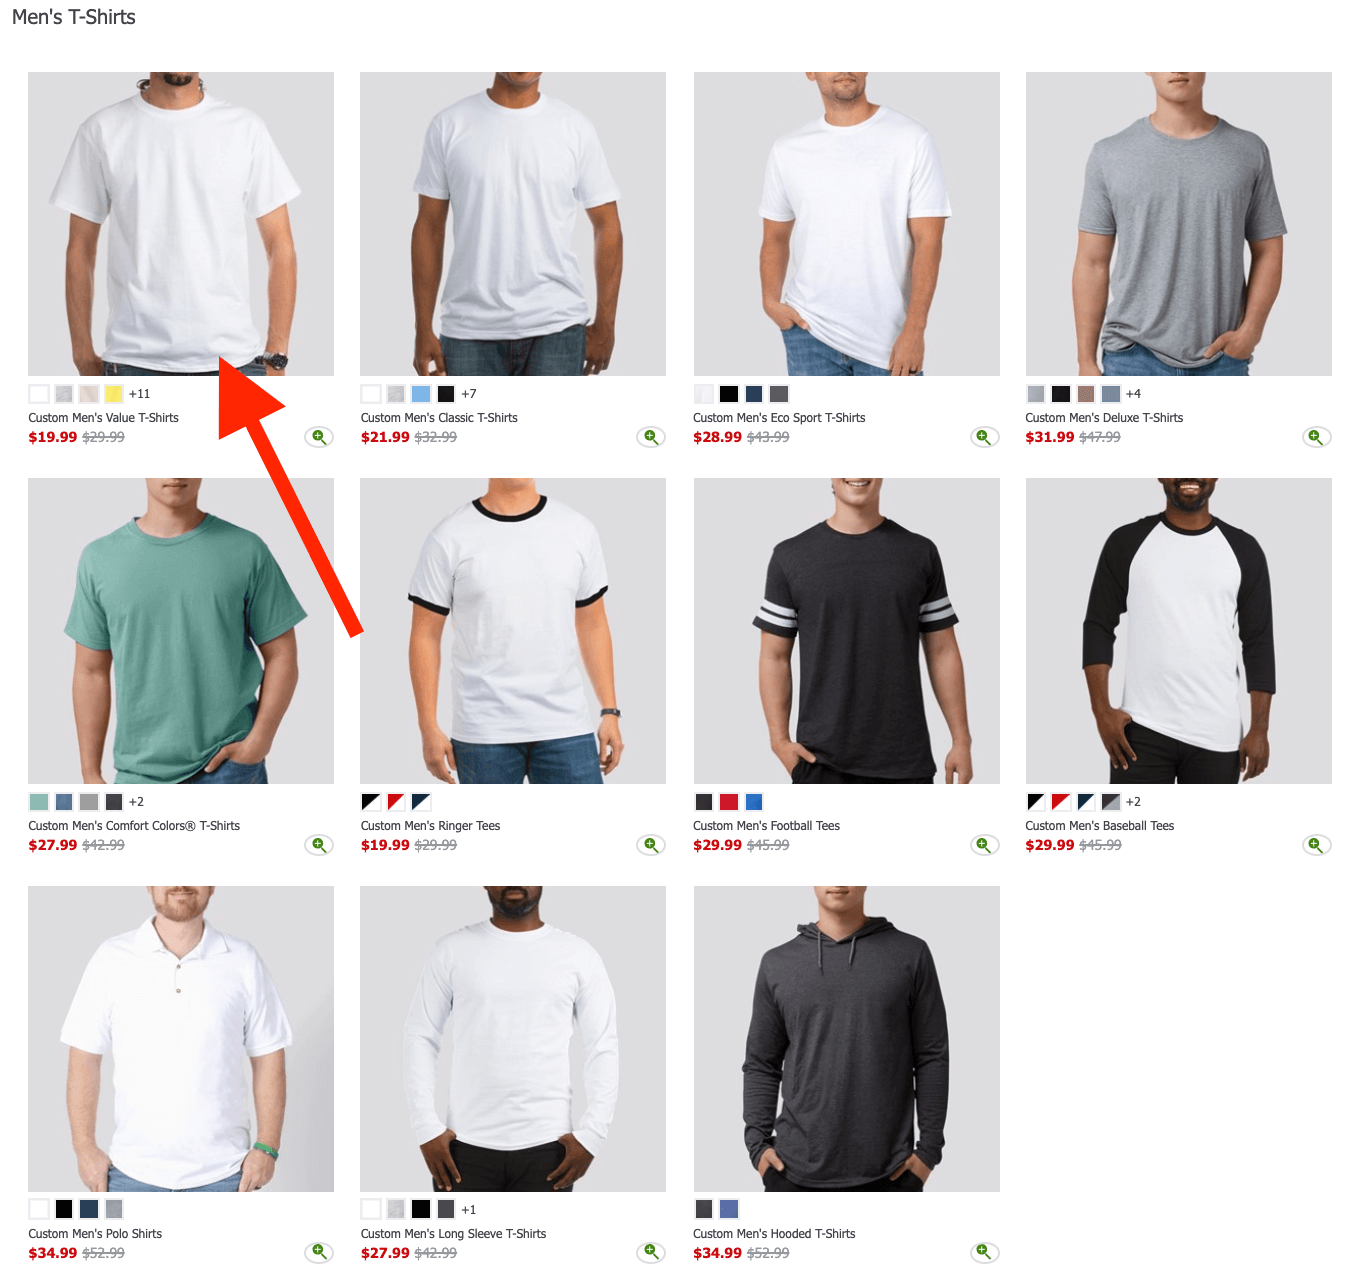 Men's T-Shirts
+11
+7
+4
Custom Men's Value T-Shirts
Custom Men's Classic T-Shirts
Custom Men's Eco Sport T-Shirts
Custom Men's Deluxe T-Shirts
$19.99 $29.99
$21.99 $32.99
$28.99 $43.99
$31.99 $47.99
+2
+2
Custom Men's Comfort Colors® T-Shirts
Custom Men's Ringer Tees
Custom Men's Football Tees
Custom Men's Baseball Tees
$27.99 $42.99
$19.99 $29.99
$29.99 $45.99
$29.99 $45.99
+1
Custom Men's Polo Shirts
Custom Men's Long Sleeve T-Shirts
Custom Men's Hooded T-Shirts
$34.99 $52.99
$27.99 $42.99
$34.99 $52.99